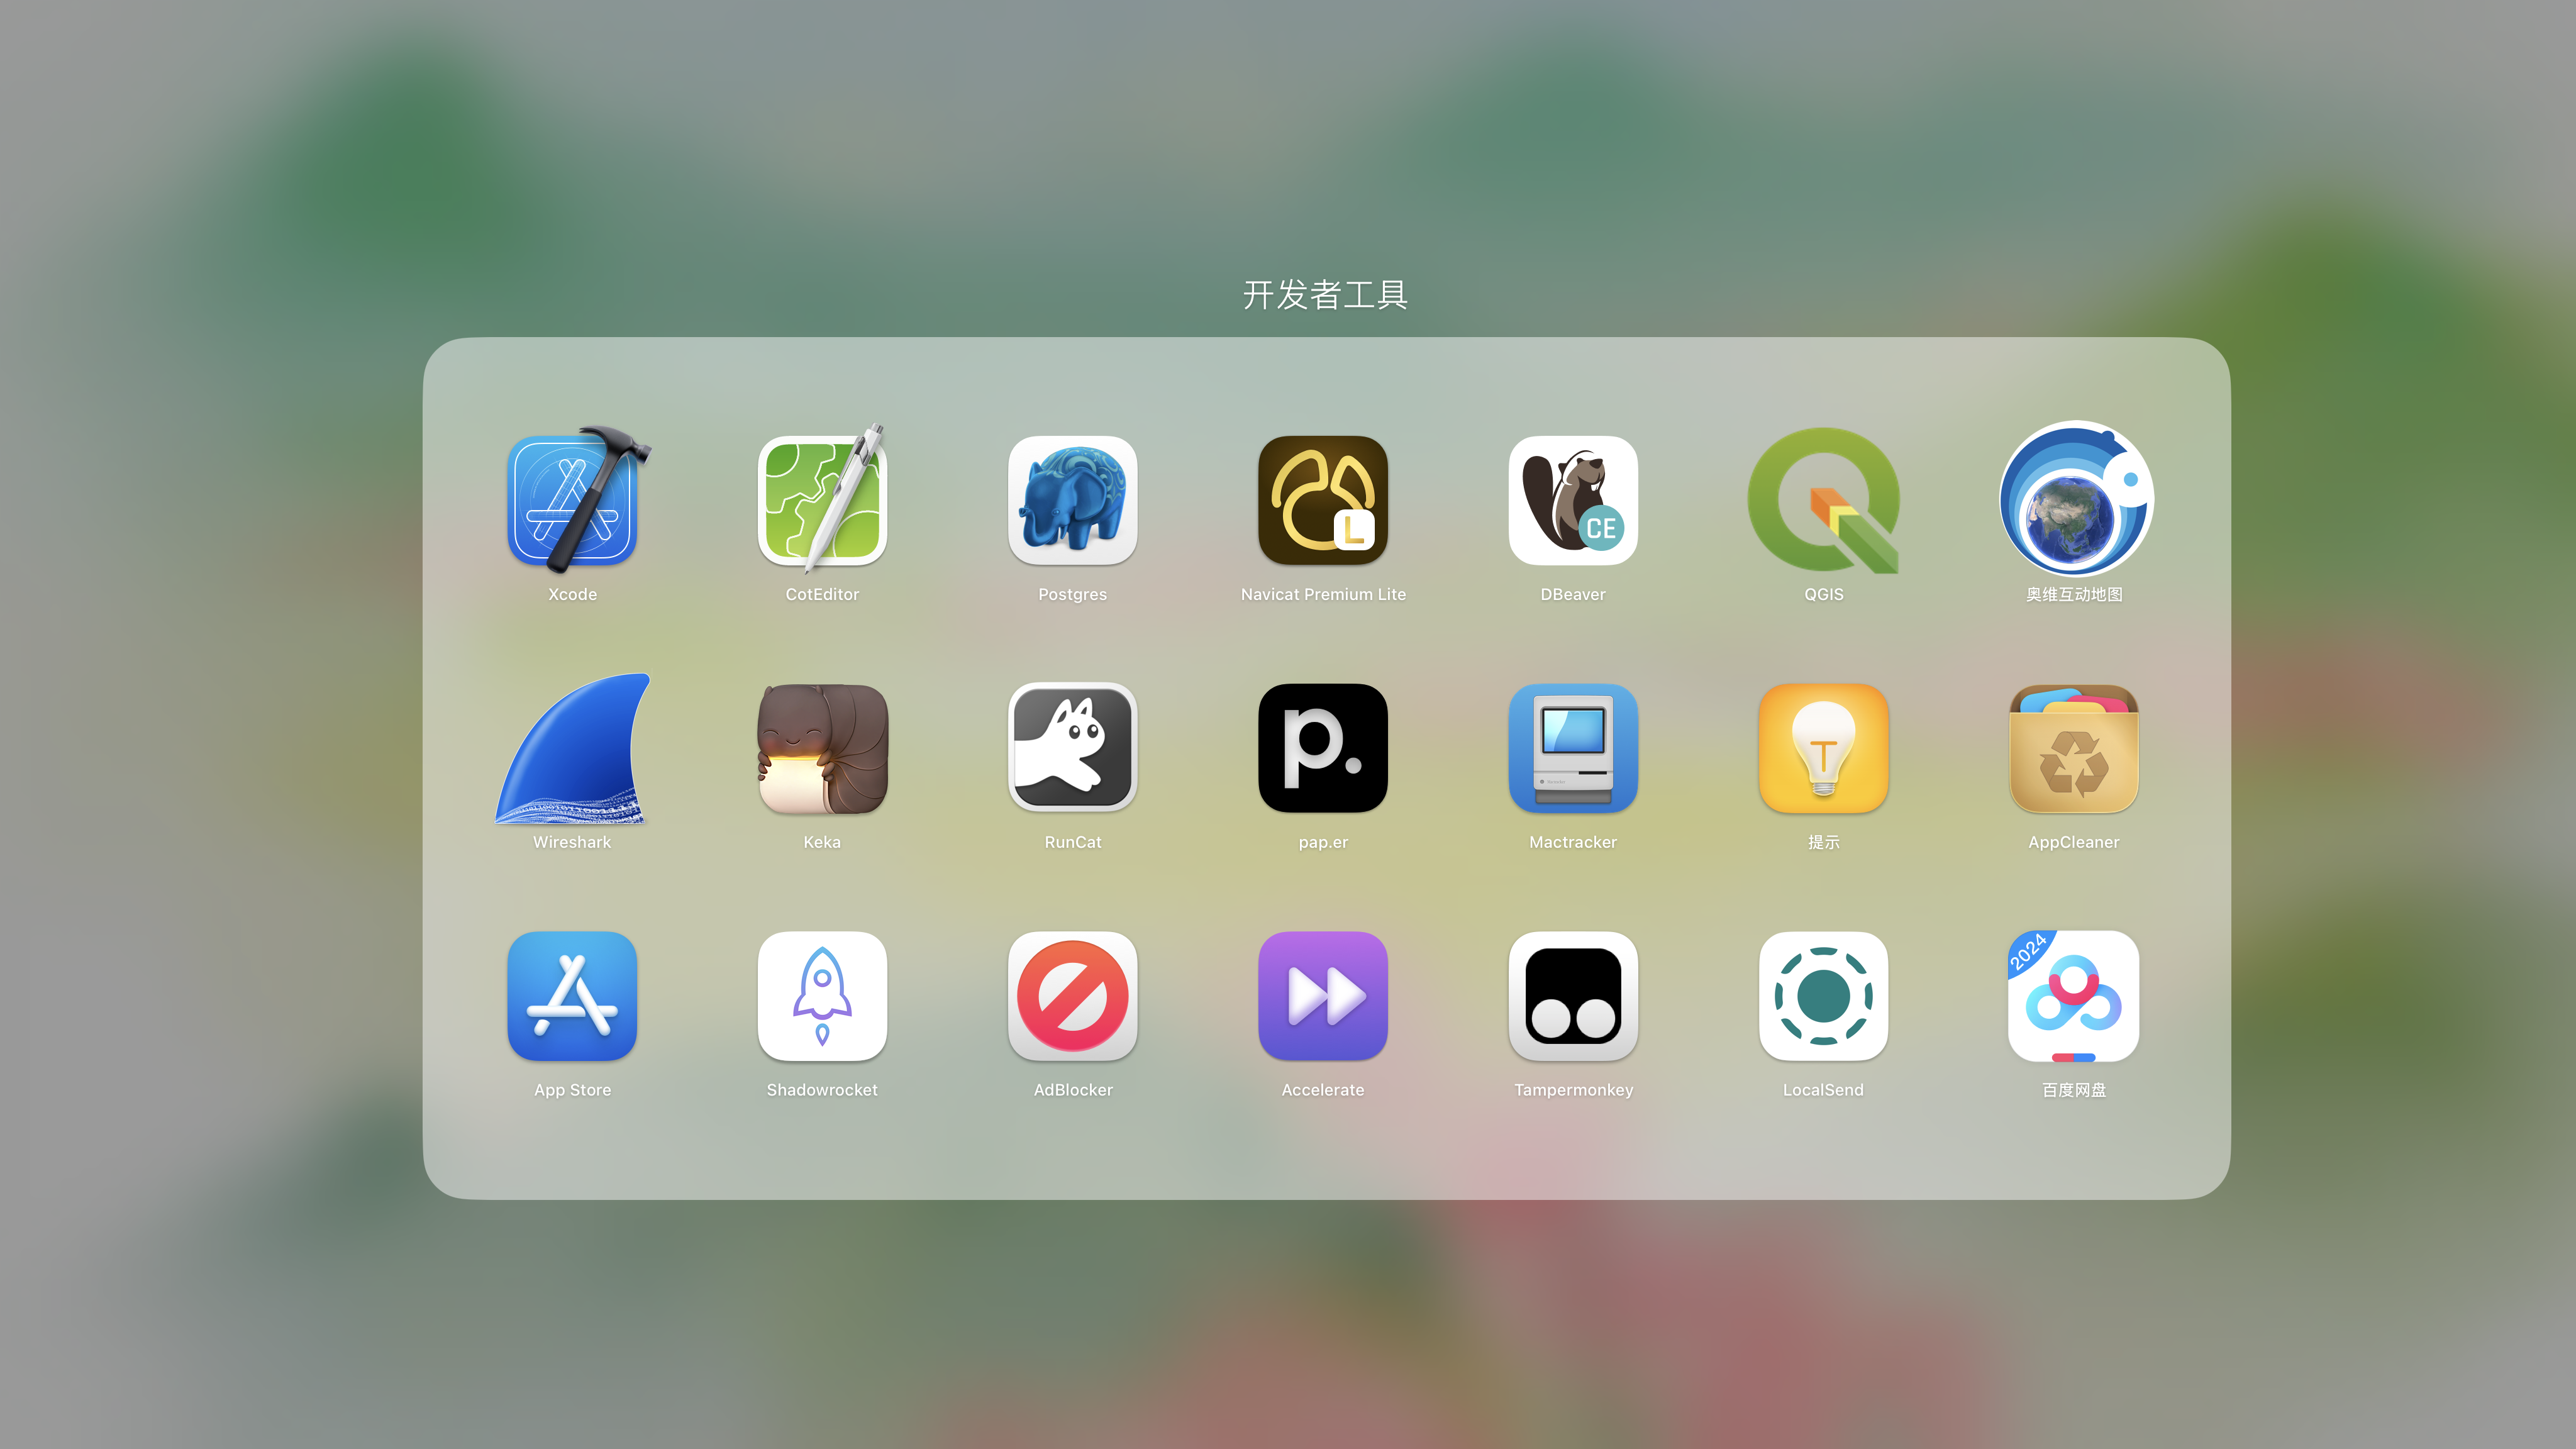 开发者工具
Xcode
CotEditor
Postgres
L
Navicat Premium Lite
CE
DBeaver
QGIS
奥维互动地图
Wireshark
Keka
RunCat
p.
pap.er
Mactracker
T
提示
AppCleaner
App Store
Shadowrocket
AdBlocker
Accelerate
Tampermonkey
LocalSend
2024
百度网盘